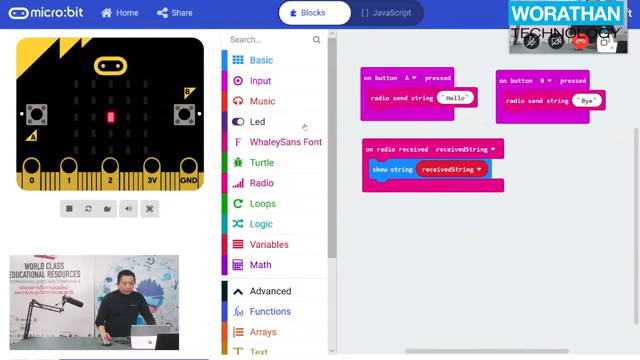 micro:bit
Home
Share
Blocks
JavaScript
WORATHAN
TECHNOLOGY
Search...
Basic
Input
Music
Led
WhaleySans Font
Turtle
Radio
Loops
Logic
Variables
Math
Advanced
Functions
Arrays
Text
A
B
0
1
2
3V
GND
on button A pressed
radio send string "Hello"
on button B pressed
radio send string "Bye"
on radio received receivedString
show string receivedString
WORLD CLASS
EDUCATIONAL RESOURCES